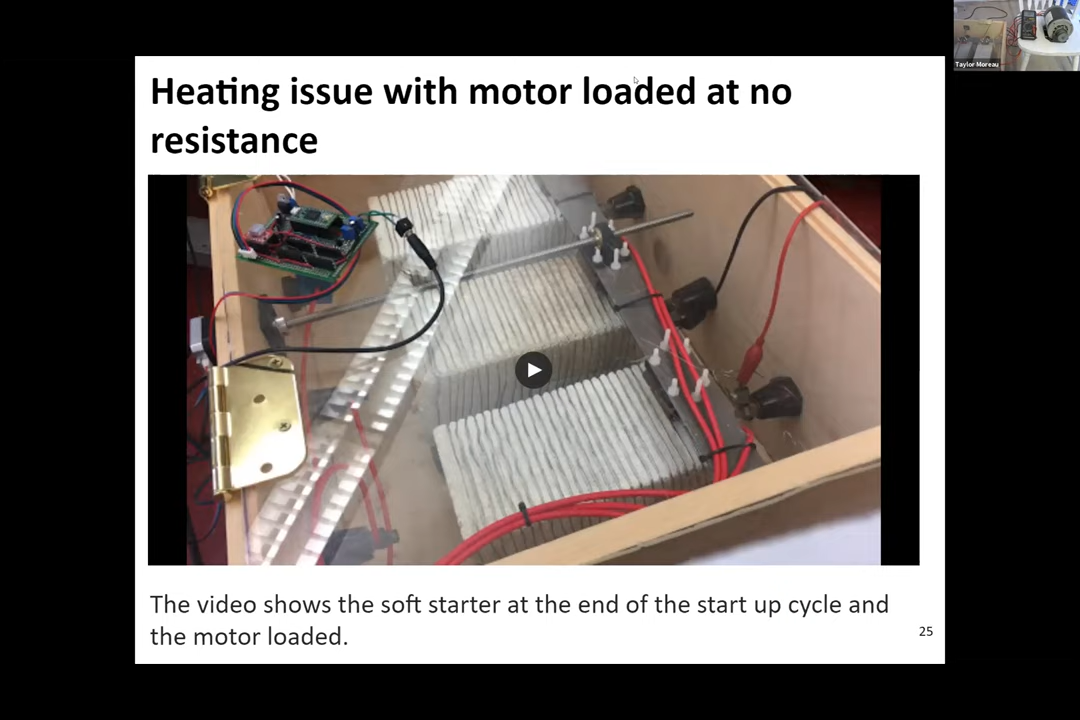 Taylor Moreau
Heating issue with motor loaded at no
resistance
The video shows the soft starter at the end of the start up cycle and
the motor loaded.
25